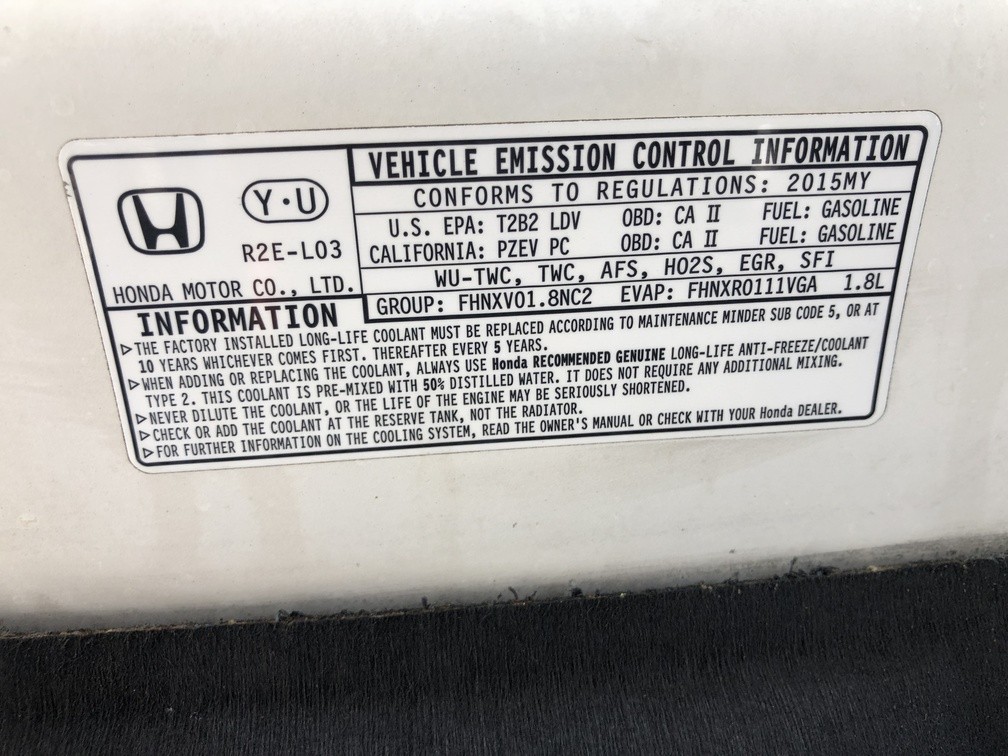 Y·U
R2E-L03
HONDA MOTOR CO., LTD.
VEHICLE EMISSION CONTROL INFORMATION
CONFORMS TO REGULATIONS: 2015MY
U.S. EPA: T2B2 LDV OBD: CA II FUEL: GASOLINE
CALIFORNIA: PZEV PC OBD: CA II FUEL: GASOLINE
WU-TWC, TWC, AFS, HO2S, EGR, SFI
GROUP: FHNXV01.8NC2 EVAP: FHNXR0111VGA 1.8L
INFORMATION
▷THE FACTORY INSTALLED LONG-LIFE COOLANT MUST BE REPLACED ACCORDING TO MAINTENANCE MINDER SUB CODE 5, OR AT
10 YEARS WHICHEVER COMES FIRST. THEREAFTER EVERY 5 YEARS.
▷WHEN ADDING OR REPLACING THE COOLANT, ALWAYS USE Honda RECOMMENDED GENUINE LONG-LIFE ANTI-FREEZE/COOLANT
TYPE 2. THIS COOLANT IS PRE-MIXED WITH 50% DISTILLED WATER. IT DOES NOT REQUIRE ANY ADDITIONAL MIXING.
▷NEVER DILUTE THE COOLANT, OR THE LIFE OF THE ENGINE MAY BE SERIOUSLY SHORTENED.
▷CHECK OR ADD THE COOLANT AT THE RESERVE TANK, NOT THE RADIATOR.
▷FOR FURTHER INFORMATION ON THE COOLING SYSTEM, READ THE OWNER'S MANUAL OR CHECK WITH YOUR Honda DEALER.